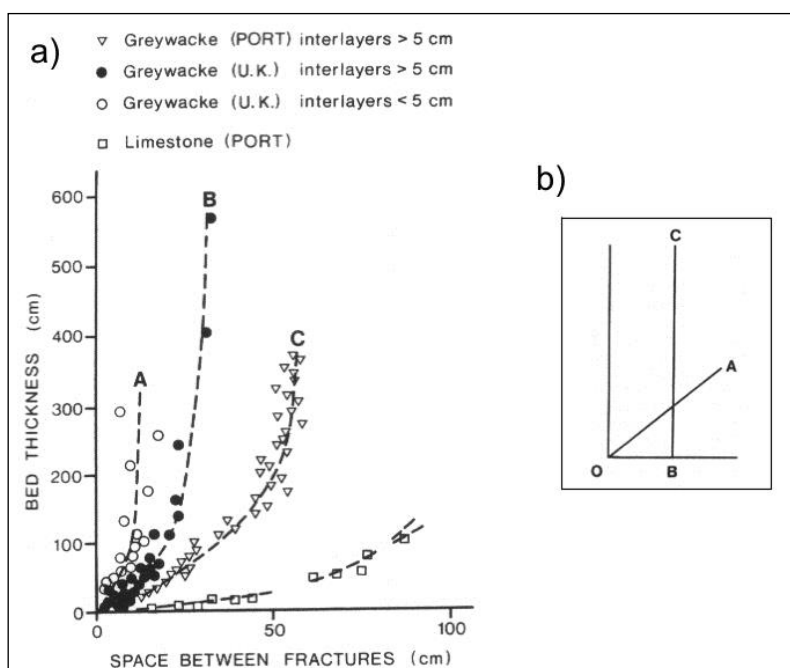 a)
▽ Greywacke (PORT) interlayers > 5 cm
● Greywacke (U.K.) interlayers > 5 cm
○ Greywacke (U.K.) interlayers < 5 cm
□ Limestone (PORT)
600
500
400
300
200
100
0
BED THICKNESS (cm)
A
B
C
0
50
100
SPACE BETWEEN FRACTURES (cm)
b)
C
A
O
B